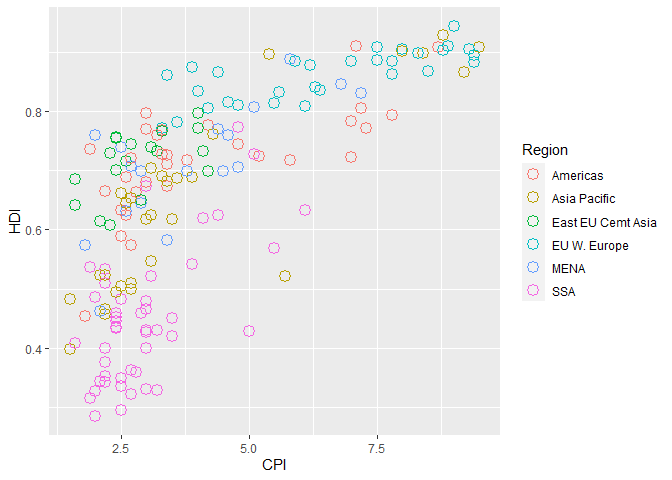 HDI
0.8
0.6
0.4
2.5 5.0 7.5
CPI
Region
Americas
Asia Pacific
East EU Cemt Asia
EU W. Europe
MENA
SSA